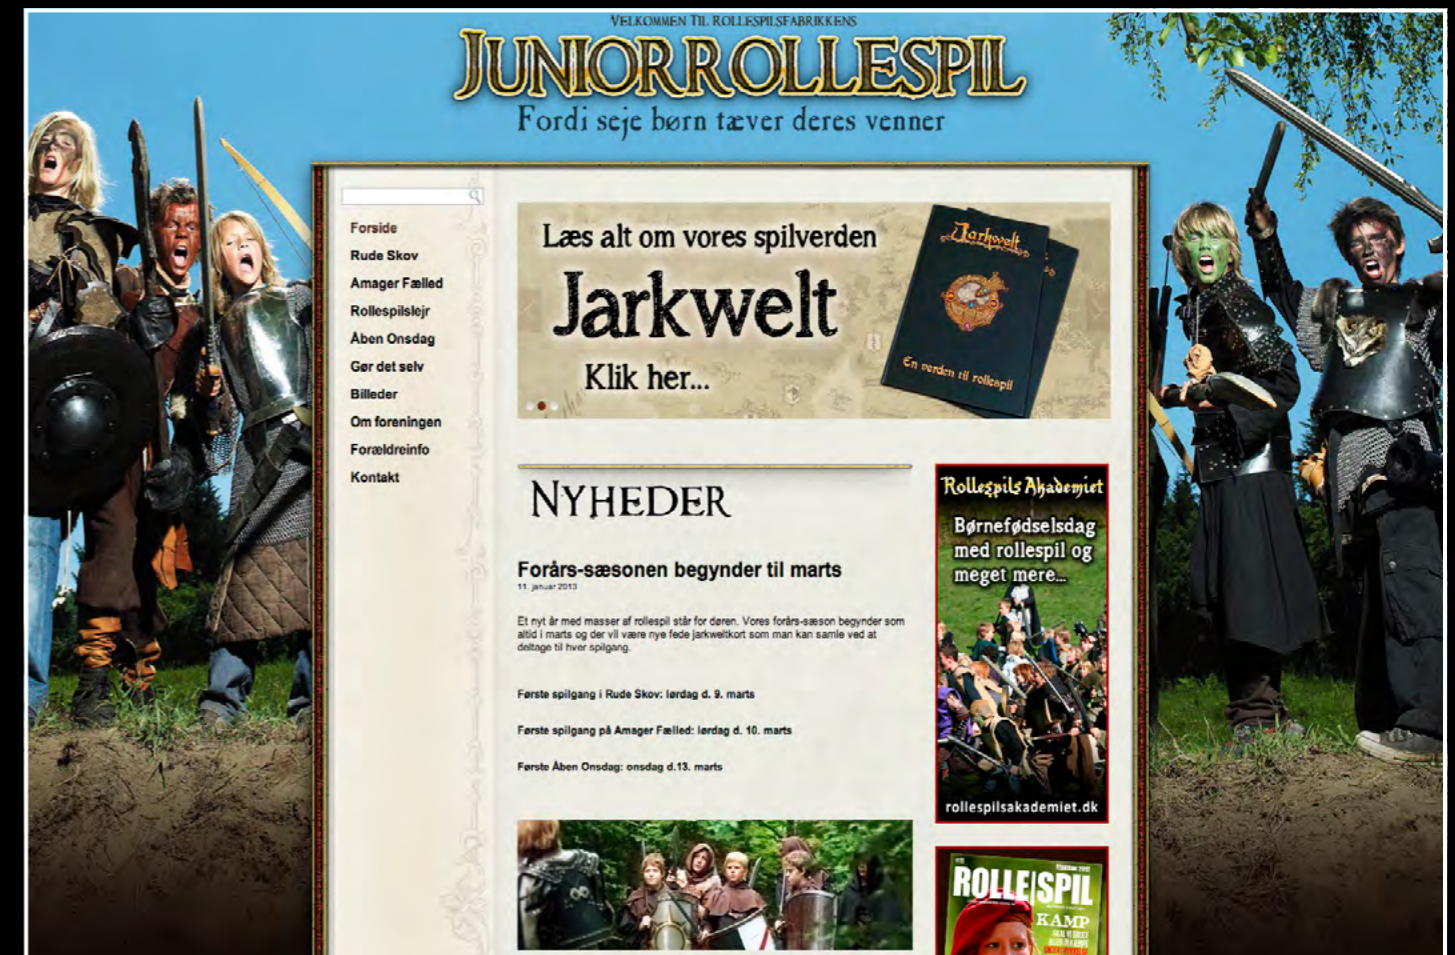 VELKOMMEN TIL ROLLESPILSFABRIKKENS
JUNIORROLLESPIL
Fordi seje børn tæver deres venner
Forside
Rude Skov
Amager Fælled
Rollespilslejr
Åben Onsdag
Gør det selv
Billeder
Om foreningen
Forældreinfo
Kontakt
Læs alt om vores spilverden
Jarkwelt
Klik her...
Jarkwelt
En verden til rollespil
NYHEDER
Forårs-sæsonen begynder til marts
11. januar 2013
Et nyt år med masser af rollespil står for døren. Vores forårs-sæson begynder som
altid i marts og der vil være nye fede jarkweltkort som man kan samle ved at
deltage til hver spilgang.
Første spilgang i Rude Skov: lørdag d. 9. marts
Første spilgang på Amager Fælled: lørdag d. 10. marts
Første Åben Onsdag: onsdag d.13. marts
Rollespils Akademiet
Børnefødselsdag
med rollespil og
meget mere...
rollespilsakademiet.dk
ROLLE|SPIL
KAMP